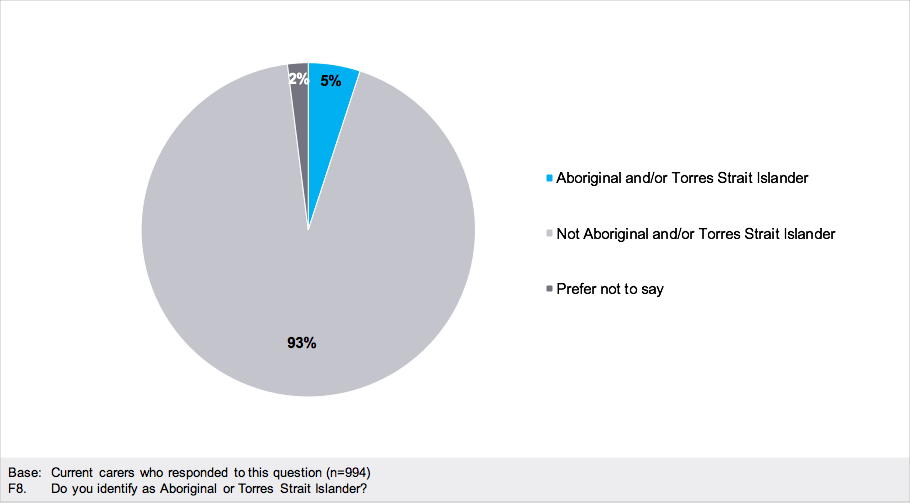 2%
5%
Aboriginal and/or Torres Strait Islander
Not Aboriginal and/or Torres Strait Islander
Prefer not to say
93%
Base: Current carers who responded to this question (n=994)
F8. Do you identify as Aboriginal or Torres Strait Islander?